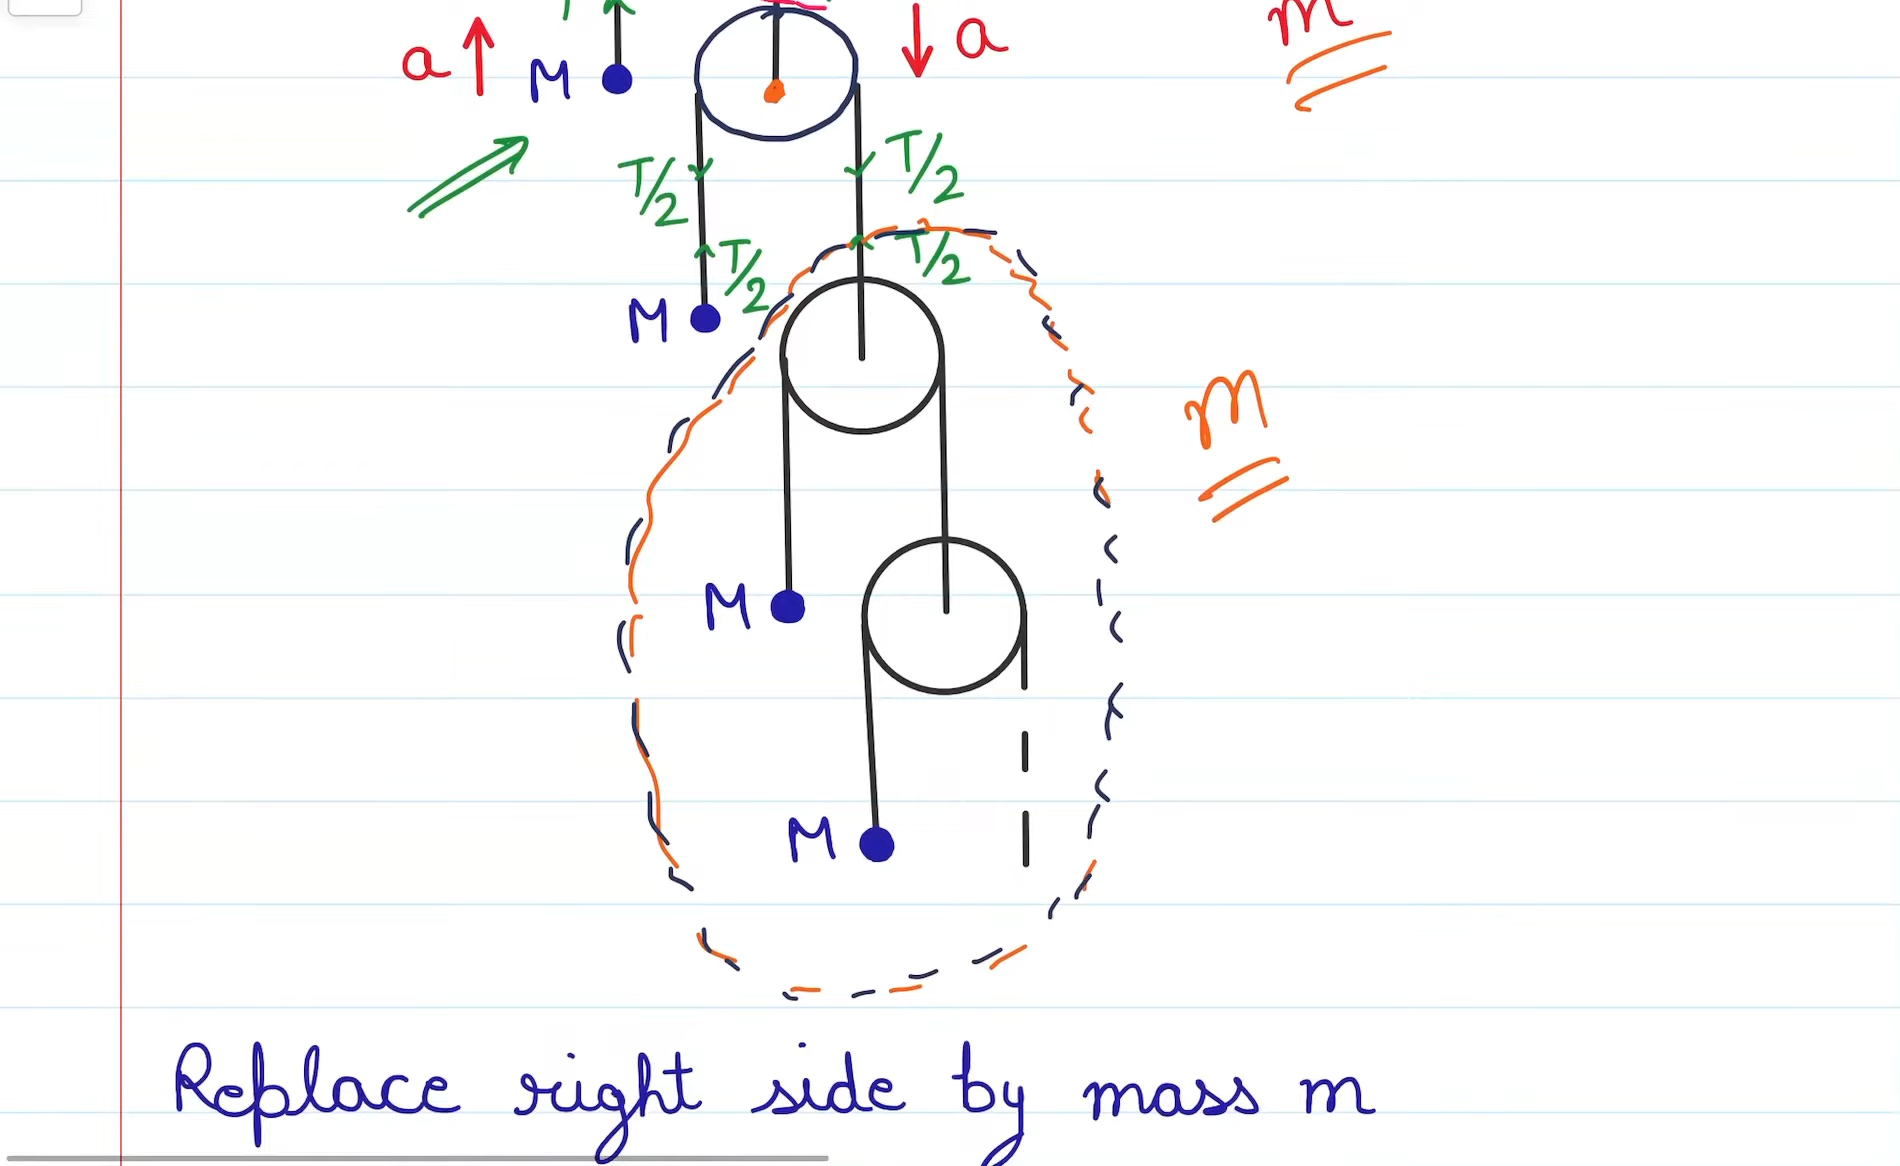 a M a m
T/2 T/2
T/2 T/2
M
m
M
M
Replace right side by mass m